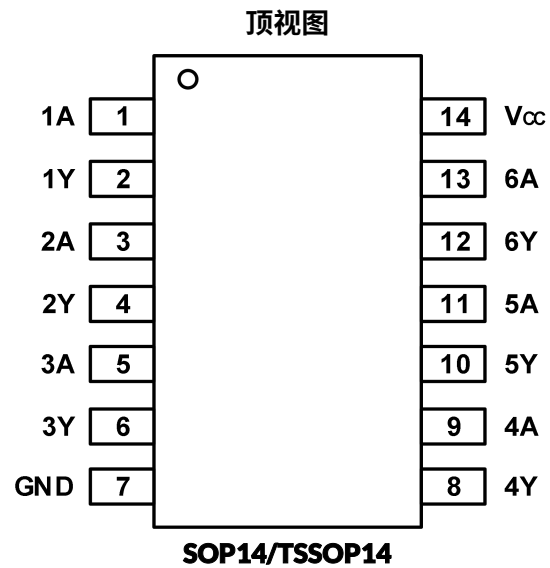 顶视图
1A 1 14 Vcc
1Y 2 13 6A
2A 3 12 6Y
2Y 4 11 5A
3A 5 10 5Y
3Y 6 9 4A
GND 7 8 4Y
SOP14/TSSOP14